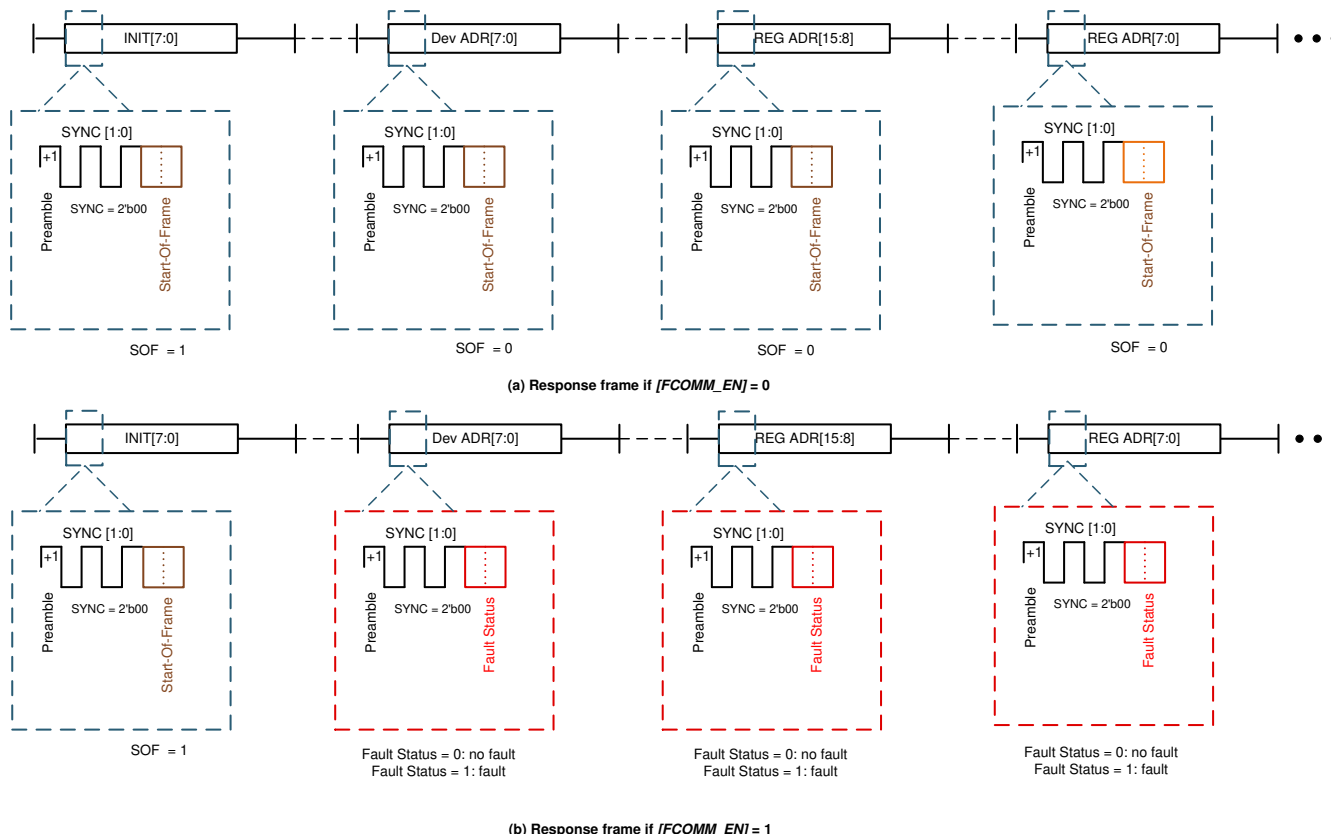 INIT[7:0]
Dev ADR[7:0]
REG ADR[15:8]
REG ADR[7:0]
SYNC [1:0]
+1
Preamble
SYNC = 2'b00
Start-Of-Frame
SOF = 1
SYNC [1:0]
+1
Preamble
SYNC = 2'b00
Start-Of-Frame
SOF = 0
SYNC [1:0]
+1
Preamble
SYNC = 2'b00
Start-Of-Frame
SOF = 0
SYNC [1:0]
+1
Preamble
SYNC = 2'b00
Start-Of-Frame
SOF = 0
(a) Response frame if [FCOMM_EN] = 0
INIT[7:0]
Dev ADR[7:0]
REG ADR[15:8]
REG ADR[7:0]
SYNC [1:0]
+1
Preamble
SYNC = 2'b00
Start-Of-Frame
SOF = 1
SYNC [1:0]
+1
Preamble
SYNC = 2'b00
Fault Status
Fault Status = 0: no fault
Fault Status = 1: fault
SYNC [1:0]
+1
Preamble
SYNC = 2'b00
Fault Status
Fault Status = 0: no fault
Fault Status = 1: fault
SYNC [1:0]
+1
Preamble
SYNC = 2'b00
Fault Status
Fault Status = 0: no fault
Fault Status = 1: fault
(b) Response frame if [FCOMM_EN] = 1